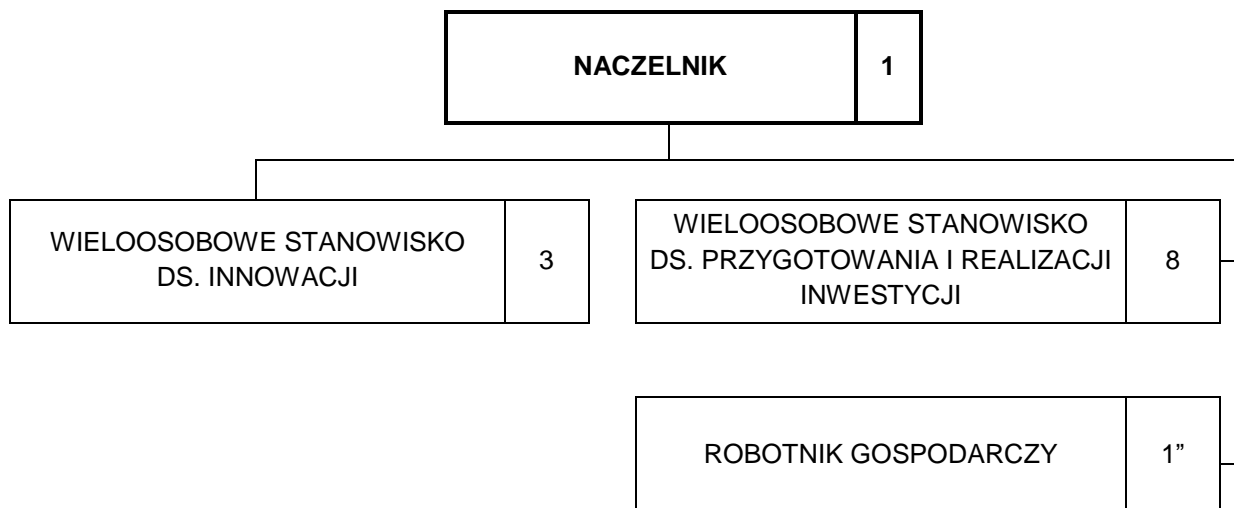 NACZELNIK 1
WIELOOSOBOWE STANOWISKO
DS. INNOWACJI
3
WIELOOSOBOWE STANOWISKO
DS. PRZYGOTOWANIA I REALIZACJI
INWESTYCJI
8
ROBOTNIK GOSPODARCZY 1”